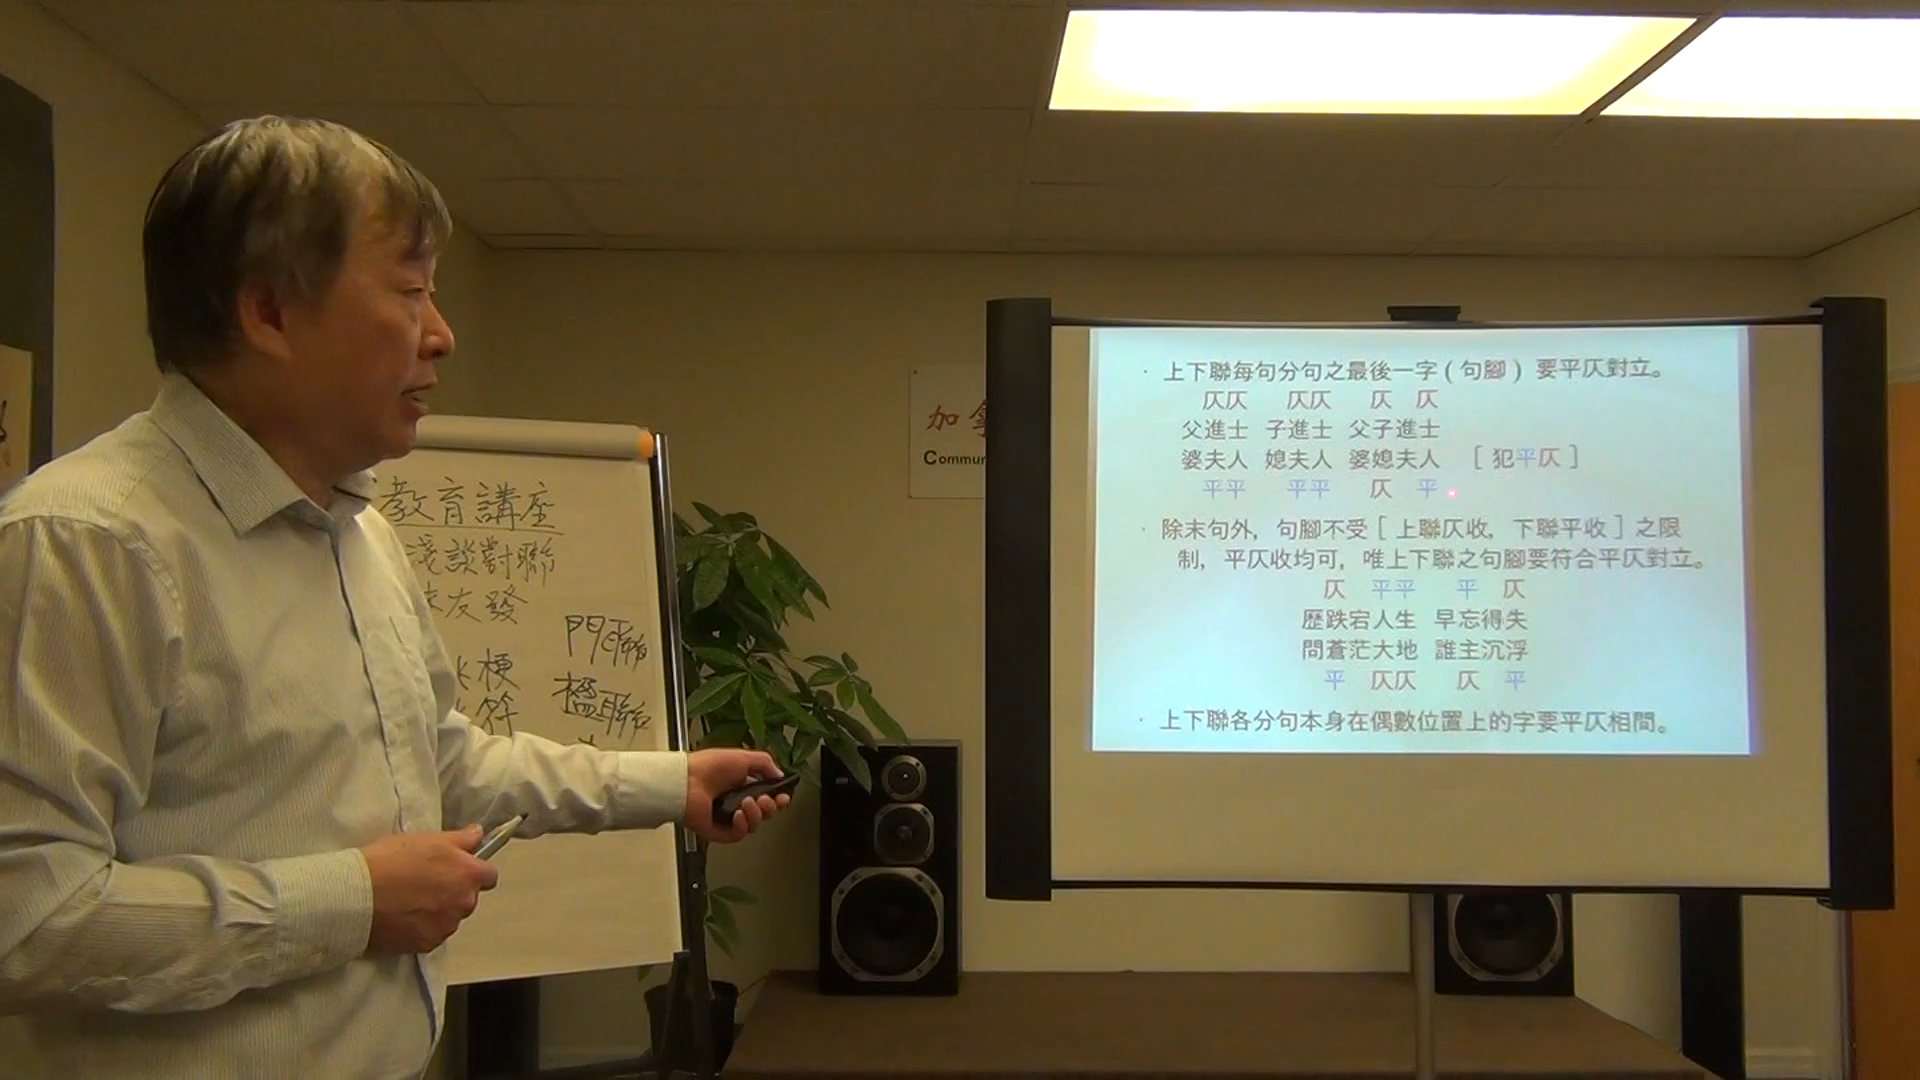 教育講座
淺談對聯
友發
門聯
梗
楹聯
符
加拿
Commun
· 上下聯每句分句之最後一字(句腳) 要平仄對立。
仄仄 仄仄 仄 仄
父進士 子進士 父子進士
婆夫人 媳夫人 婆媳夫人 [犯平仄]
平平 平平 仄 平
· 除末句外，句腳不受[上聯仄收，下聯平收]之限
制，平仄收均可，唯上下聯之句腳要符合平仄對立。
仄 平平 平 仄
歷跌宕人生 早忘得失
問蒼茫大地 誰主沉浮
平 仄仄 仄 平
· 上下聯各分句本身在偶數位置上的字要平仄相間。